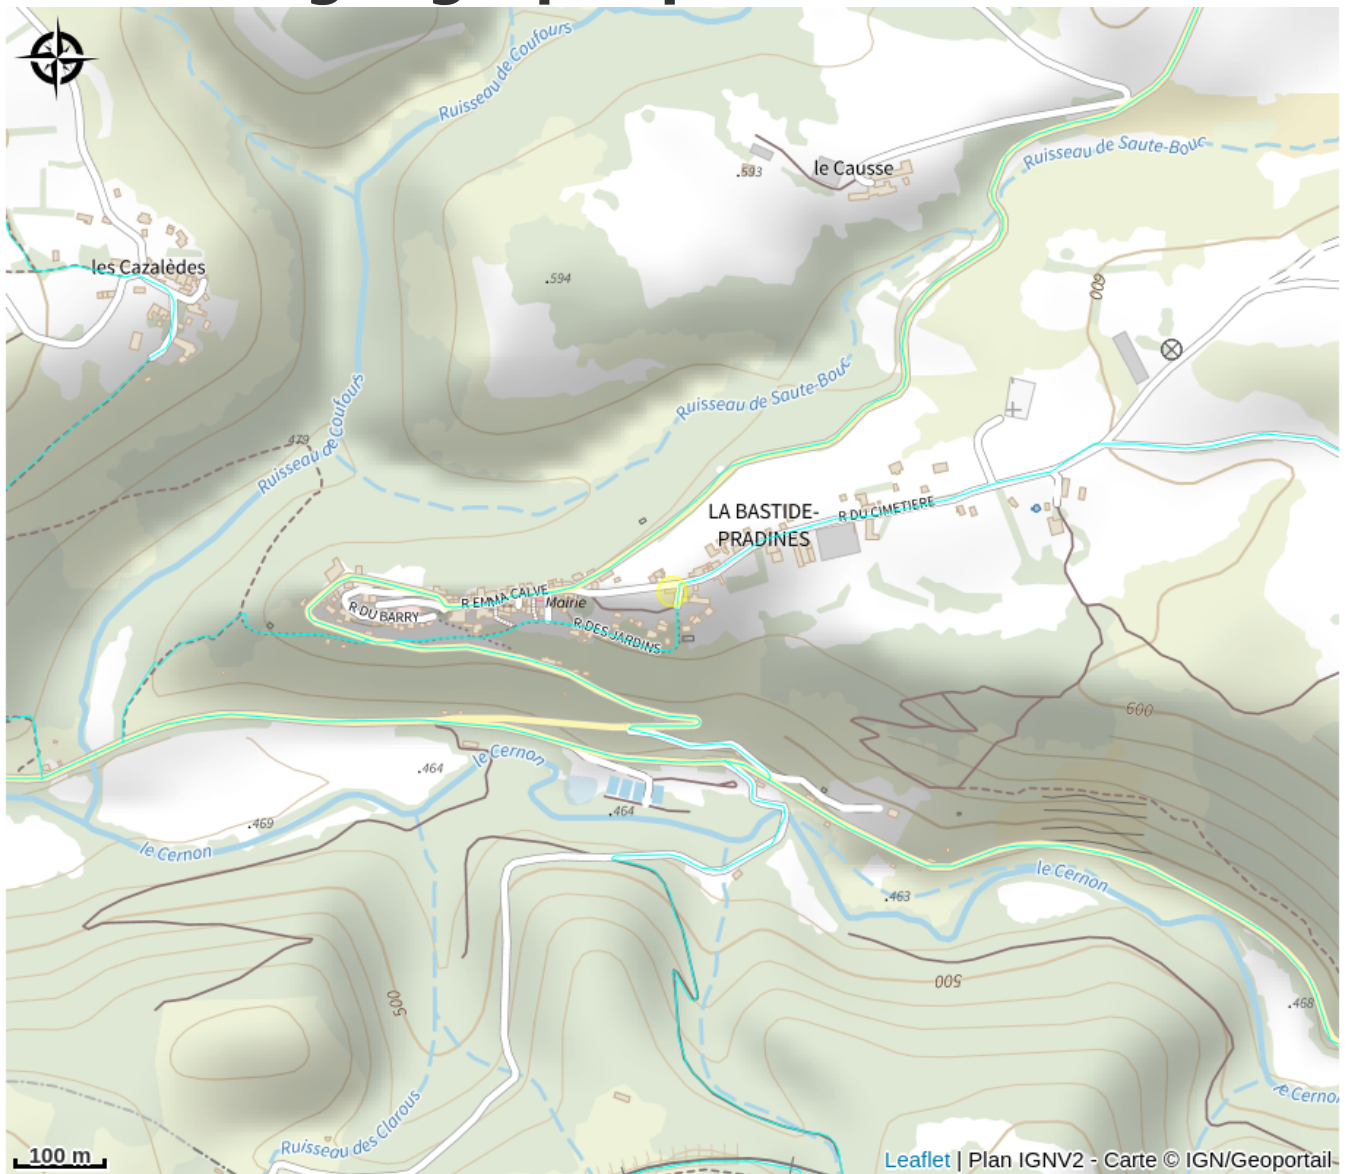 Ruisseau de Coufours
Ruisseau de Saute-Bouc
.593
le Causse
les Cazalèdes
.594
600
Ruisseau de Saute-Bouc
Ruisseau de Coufours
479
LA BASTIDE-
PRADINES
R DU CIMETIERE
R EMMA CALVE
Mairie
R DU BARRY
R DES JARDINS
600
le Cernon
.464
.464
.469
le Cernon
le Cernon
.463
500
500
.468
le Cernon
Ruisseau des Clarous
100 m
Leaflet | Plan IGNV2 - Carte © IGN/Geoportail